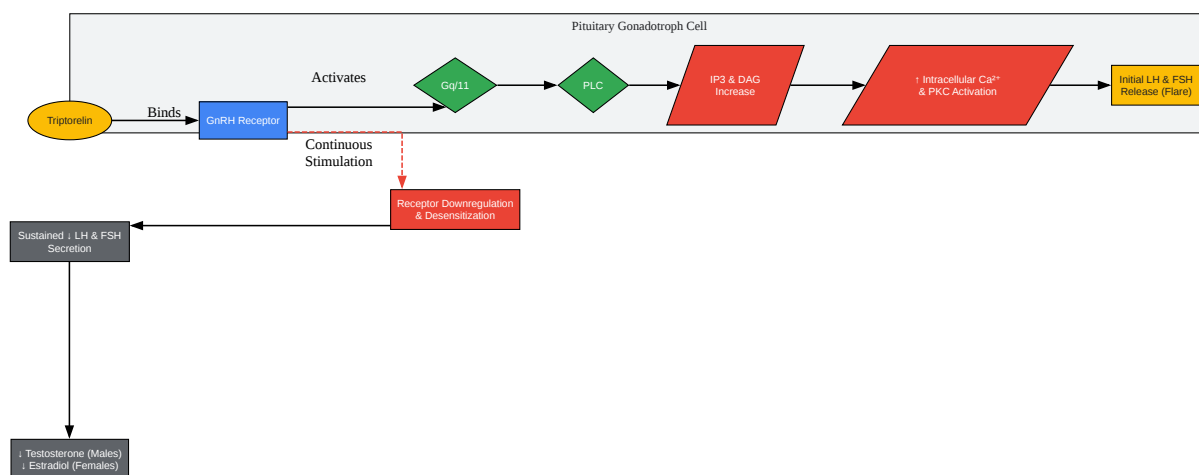 Pituitary Gonadotroph Cell
Activates
Gq/11
PLC
IP3 & DAG
Increase
↑ Intracellular Ca²⁺
& PKC Activation
Initial LH & FSH
Release (Flare)
Triptorelin
Binds
GnRH Receptor
Continuous
Stimulation
Receptor Downregulation
& Desensitization
Sustained ↓ LH & FSH
Secretion
↓ Testosterone (Males)
↓ Estradiol (Females)